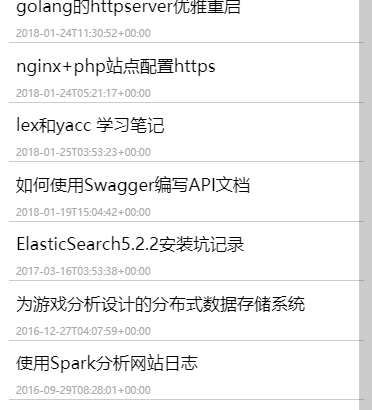 golang的httpserver优雅重启
2018-01-24T11:30:52+00:00
nginx+php站点配置https
2018-01-24T05:21:17+00:00
lex和yacc 学习笔记
2018-01-25T03:53:23+00:00
如何使用Swagger编写API文档
2018-01-19T15:04:42+00:00
ElasticSearch5.2.2安装坑记录
2017-03-16T03:53:38+00:00
为游戏分析设计的分布式数据存储系统
2016-12-27T04:07:59+00:00
使用Spark分析网站日志
2016-09-29T08:28:01+00:00